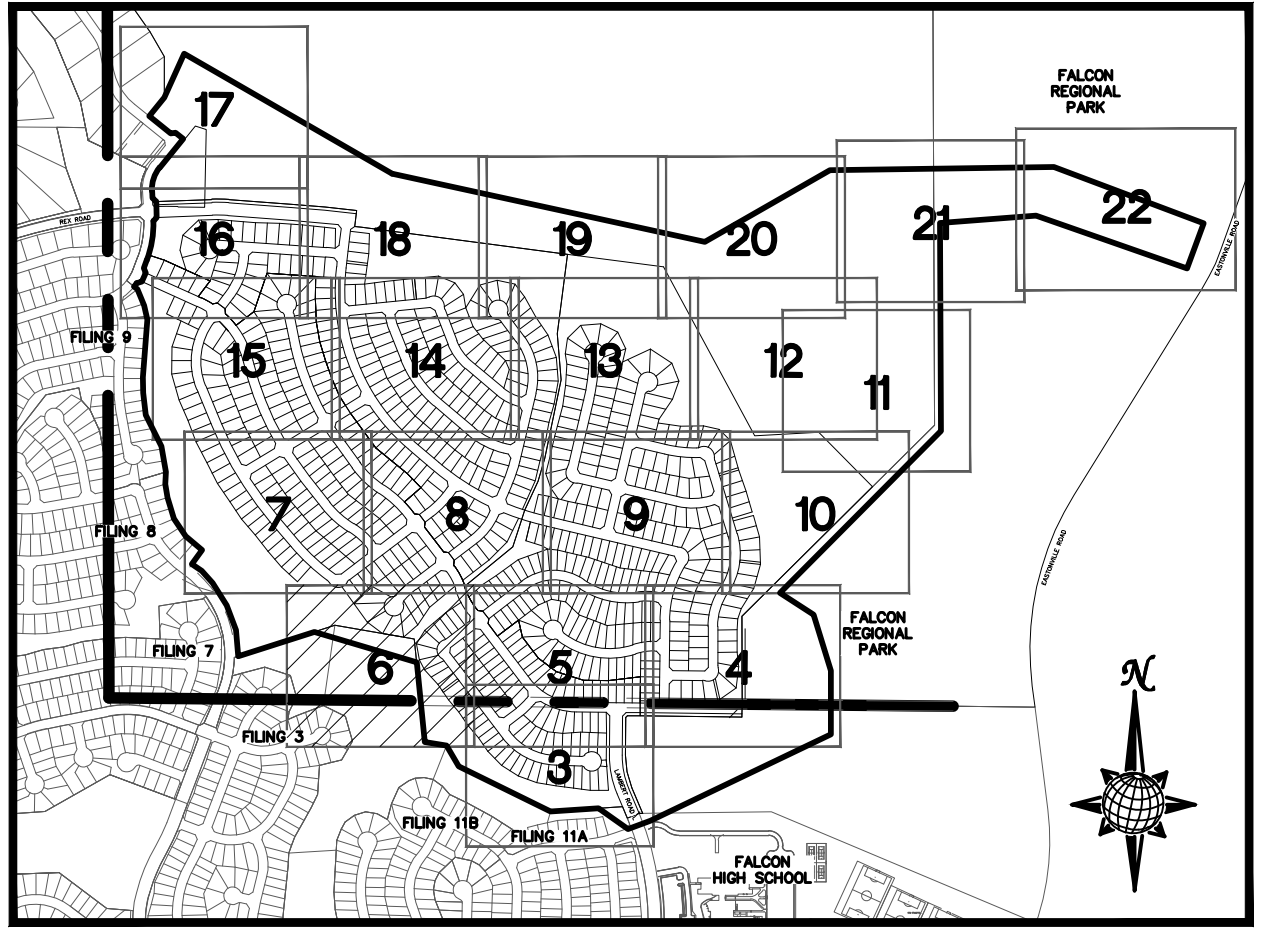 FALCON
REGIONAL
PARK
17
22
REX ROAD
16
18
19
20
21
EASTONVILLE ROAD
FILING 9
15
14
13
12
11
FILING 8
7
8
9
10
EASTONVILLE ROAD
FALCON
REGIONAL
PARK
FILING 7
6
5
4
N
FILING 3
3
LAMBERT ROAD
FILING 11B
FILING 11A
FALCON
HIGH SCHOOL